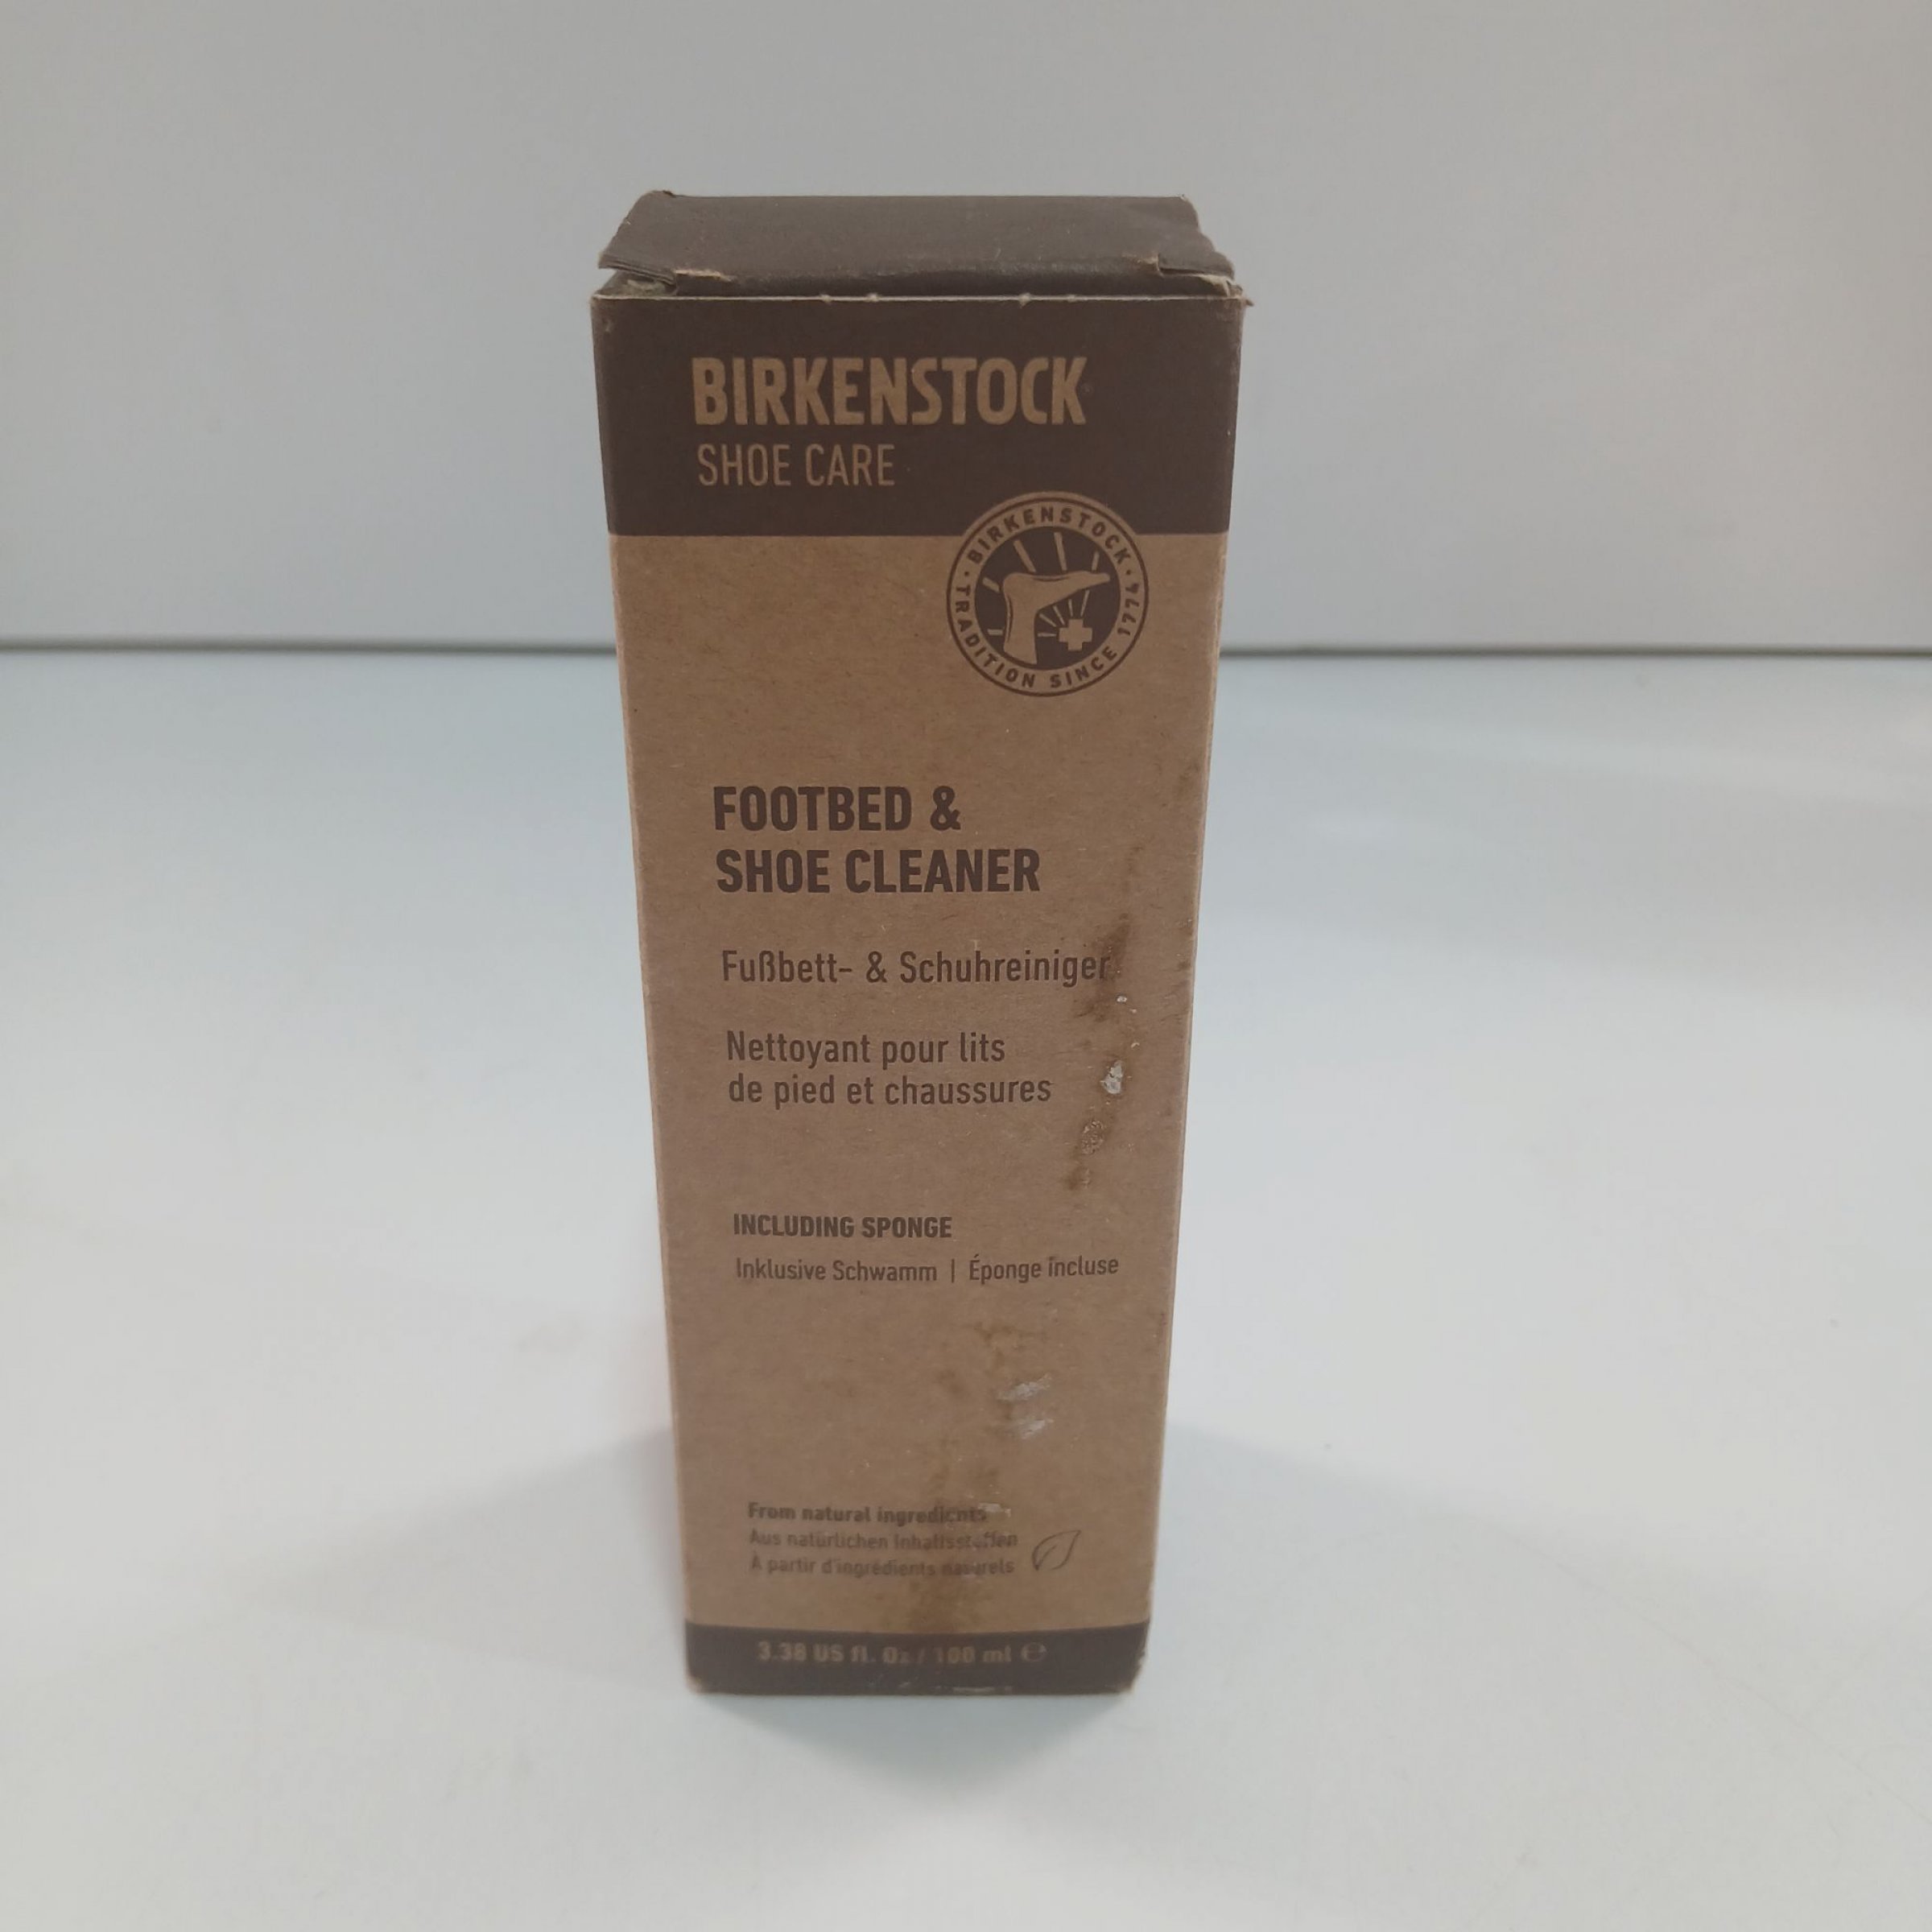 BIRKENSTOCK
SHOE CARE
BIRKENSTOCK · TRADITION SINCE 1774 ·
FOOTBED &
SHOE CLEANER
Fußbett- & Schuhreiniger
Nettoyant pour lits
de pied et chaussures
INCLUDING SPONGE
Inklusive Schwamm | Éponge incluse
From natural ingredients
Aus natürlichen Inhaltsstoffen
À partir d'ingrédients naturels
3.38 US fl. Oz / 100 ml ℮